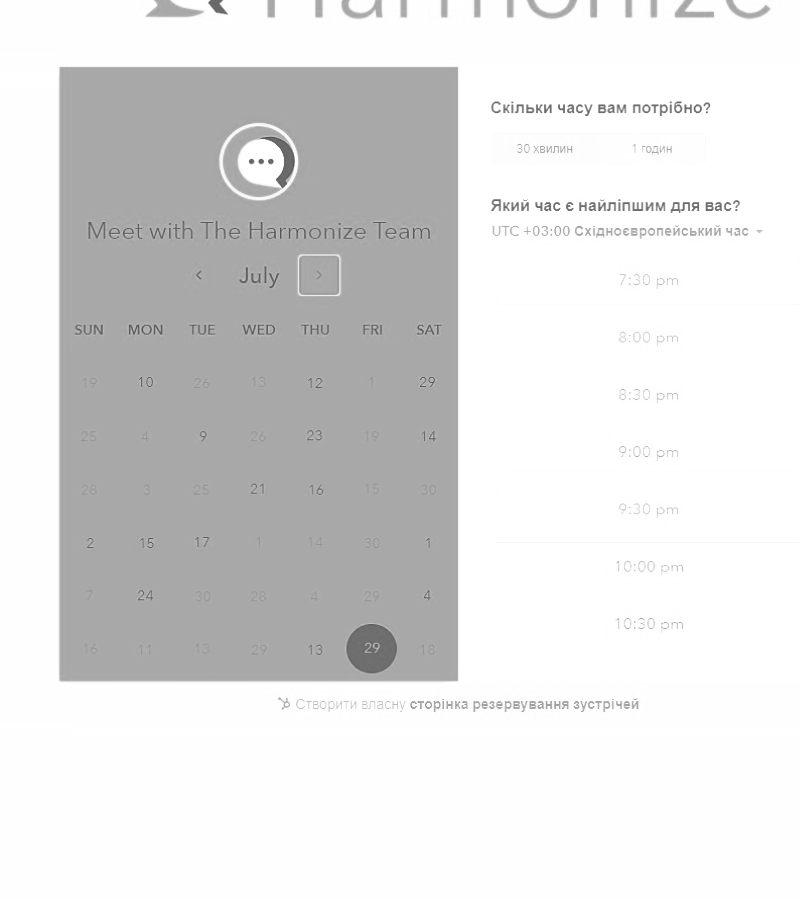 Harmonize
Meet with The Harmonize Team
July
SUN MON TUE WED THU FRI SAT
19 10 26 13 12 1 29
25 4 9 26 23 19 14
28 3 25 21 16 15 30
2 15 17 1 14 30 1
7 24 30 28 4 29 4
16 11 13 29 13 29 18
Скільки часу вам потрібно?
30 хвилин 1 годин
Який час є найліпшим для вас?
UTC +03:00 Східноєвропейський час
7:30 pm
8:00 pm
8:30 pm
9:00 pm
9:30 pm
10:00 pm
10:30 pm
Створити власну сторінка резервування зустрічей